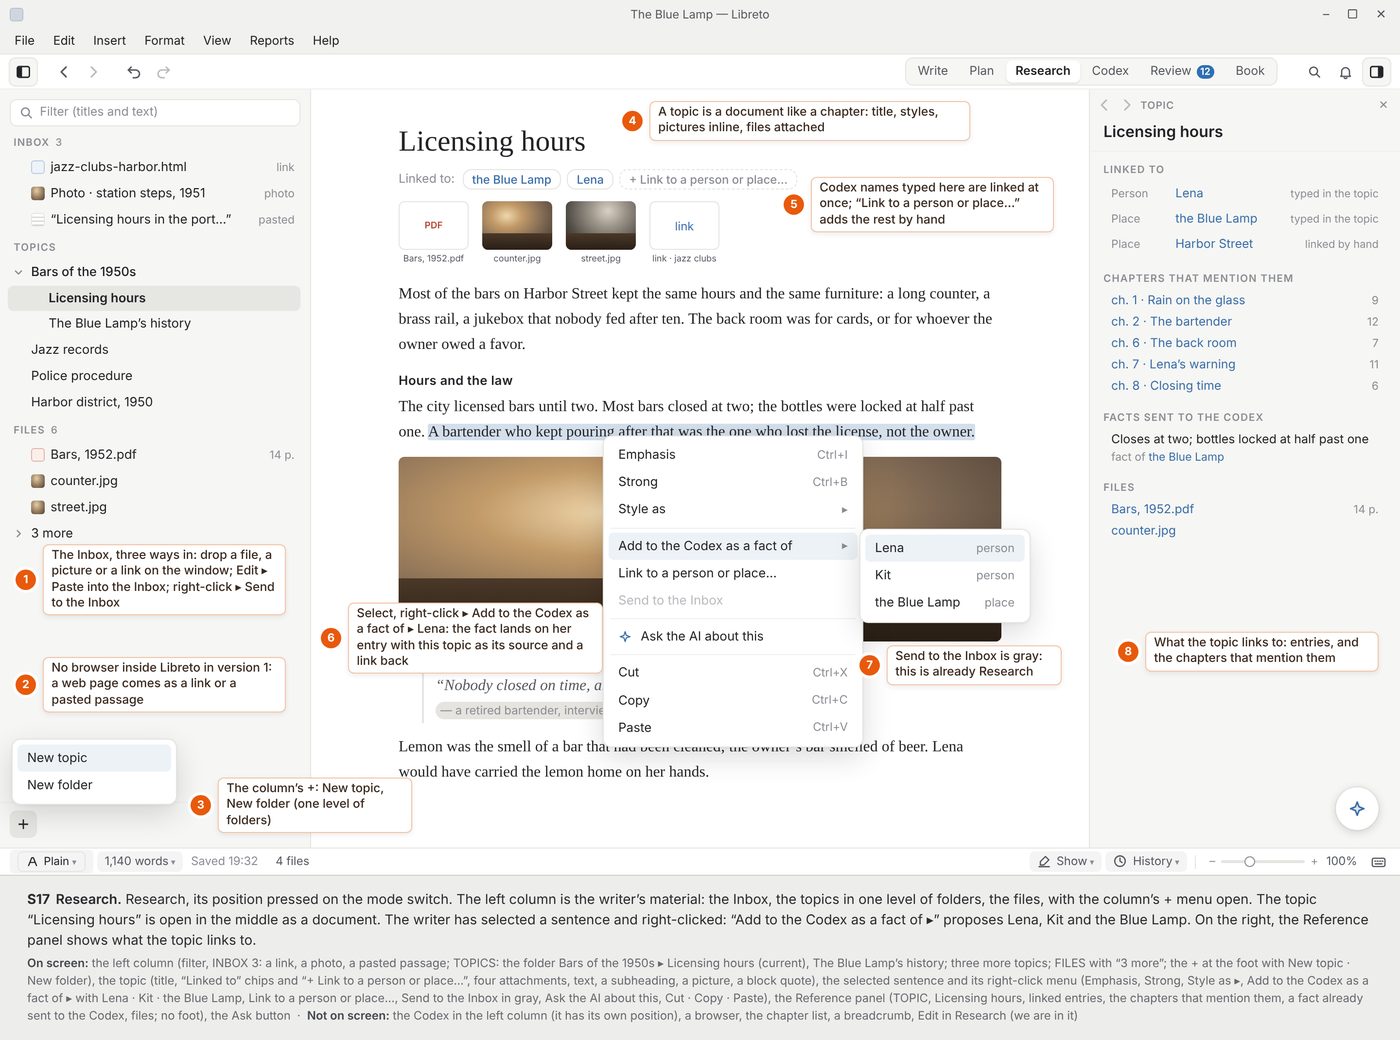 The Blue Lamp — Libreto
File Edit Insert Format View Reports Help
Write Plan Research Codex Review 12 Book
Filter (titles and text)
INBOX 3
jazz-clubs-harbor.html link
Photo · station steps, 1951 photo
“Licensing hours in the port...” pasted
TOPICS
Bars of the 1950s
Licensing hours
The Blue Lamp’s history
Jazz records
Police procedure
Harbor district, 1950
FILES 6
Bars, 1952.pdf 14 p.
counter.jpg
street.jpg
3 more
1
The Inbox, three ways in: drop a file, a
picture or a link on the window; Edit ▸
Paste into the Inbox; right-click ▸ Send
to the Inbox
2
No browser inside Libreto in version 1:
a web page comes as a link or a
pasted passage
New topic
New folder
+
3
The column’s +: New topic,
New folder (one level of
folders)
4
A topic is a document like a chapter: title, styles,
pictures inline, files attached
Licensing hours
Linked to: the Blue Lamp Lena + Link to a person or place...
5
Codex names typed here are linked at
once; “Link to a person or place...”
adds the rest by hand
PDF
link
Bars, 1952.pdf counter.jpg street.jpg link · jazz clubs
Most of the bars on Harbor Street kept the same hours and the same furniture: a long counter, a
brass rail, a jukebox that nobody fed after ten. The back room was for cards, or for whoever the
owner owed a favor.
Hours and the law
The city licensed bars until two. Most bars closed at two; the bottles were locked at half past
one. A bartender who kept pouring after that was the one who lost the license, not the owner.
Emphasis Ctrl+I
Strong Ctrl+B
Style as ▸
Add to the Codex as a fact of ▸
Link to a person or place...
Send to the Inbox
Ask the AI about this
Cut Ctrl+X
Copy Ctrl+C
Paste Ctrl+V
Lena person
Kit person
the Blue Lamp place
6
Select, right-click ▸ Add to the Codex as
a fact of ▸ Lena: the fact lands on her
entry with this topic as its source and a
link back
7
Send to the Inbox is gray:
this is already Research
“Nobody closed on time, a
— a retired bartender, intervie
Lemon was the smell of a bar that had been cleaned; the owner’s bar smelled of beer. Lena
would have carried the lemon home on her hands.
TOPIC
Licensing hours
LINKED TO
Person Lena typed in the topic
Place the Blue Lamp typed in the topic
Place Harbor Street linked by hand
CHAPTERS THAT MENTION THEM
ch. 1 · Rain on the glass 9
ch. 2 · The bartender 12
ch. 6 · The back room 7
ch. 7 · Lena’s warning 11
ch. 8 · Closing time 6
FACTS SENT TO THE CODEX
Closes at two; bottles locked at half past one
fact of the Blue Lamp
FILES
Bars, 1952.pdf 14 p.
counter.jpg
8
What the topic links to: entries, and
the chapters that mention them
A Plain ▾ 1,140 words ▾ Saved 19:32 4 files Show ▾ History ▾ − + 100%
S17 Research. Research, its position pressed on the mode switch. The left column is the writer’s material: the Inbox, the topics in one level of folders, the files, with the column’s + menu open. The topic
“Licensing hours” is open in the middle as a document. The writer has selected a sentence and right-clicked: “Add to the Codex as a fact of ▸” proposes Lena, Kit and the Blue Lamp. On the right, the Reference
panel shows what the topic links to.
On screen: the left column (filter, INBOX 3: a link, a photo, a pasted passage; TOPICS: the folder Bars of the 1950s ▸ Licensing hours (current), The Blue Lamp’s history; three more topics; FILES with “3 more”; the + at the foot with New topic ·
New folder), the topic (title, “Linked to” chips and “+ Link to a person or place...”, four attachments, text, a subheading, a picture, a block quote), the selected sentence and its right-click menu (Emphasis, Strong, Style as ▸, Add to the Codex as a
fact of ▸ with Lena · Kit · the Blue Lamp, Link to a person or place..., Send to the Inbox in gray, Ask the AI about this, Cut · Copy · Paste), the Reference panel (TOPIC, Licensing hours, linked entries, the chapters that mention them, a fact already
sent to the Codex, files; no foot), the Ask button · Not on screen: the Codex in the left column (it has its own position), a browser, the chapter list, a breadcrumb, Edit in Research (we are in it)